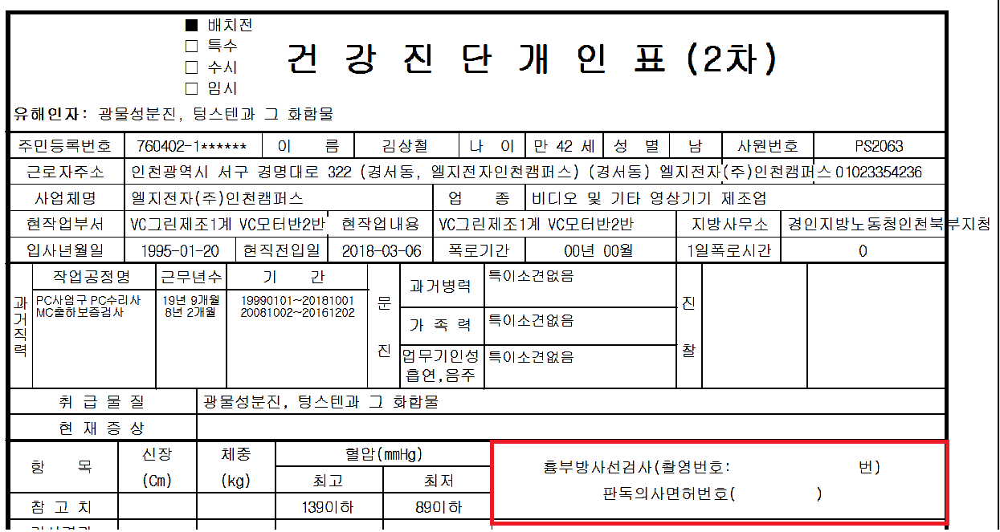 ■ 배치전
□ 특수
□ 수시
□ 임시
건 강 진 단 개 인 표 (2차)
유해인자: 광물성분진, 텅스텐과 그 화합물
주민등록번호 760402-1****** 이 름 김상철 나 이 만 42 세 성 별 남 사원번호 PS2063
근로자주소 인천광역시 서구 경명대로 322 (경서동, 엘지전자인천캠퍼스) (경서동) 엘지전자(주)인천캠퍼스 01023354236
사업체명 엘지전자(주)인천캠퍼스 업 종 비디오 및 기타 영상기기 제조업
현작업부서 VC그린제조1계 VC모터반2반 현작업내용 VC그린제조1계 VC모터반2반 지방사무소 경인지방노동청인천북부지청
입사년월일 1995-01-20 현직전입일 2018-03-06 폭로기간 00년 00월 1일폭로시간 0
과거직력 작업공정명 근무년수 기 간
PC사업구 PC수리사 19년 9개월 19990101~20181001
MC출하보증검사 8년 2개월 20081002~20161202
문 진
과거병력 특이소견없음
가 족 력 특이소견없음
업무기인성 특이소견없음
흡연,음주
진 찰
취 급 물 질 광물성분진, 텅스텐과 그 화합물
현 재 증 상
항 목 신장 체중 혈압(mmHg)
(Cm) (kg) 최고 최저
흉부방사선검사(촬영번호: 번)
판독의사면허번호( )
참 고 치 139이하 89이하